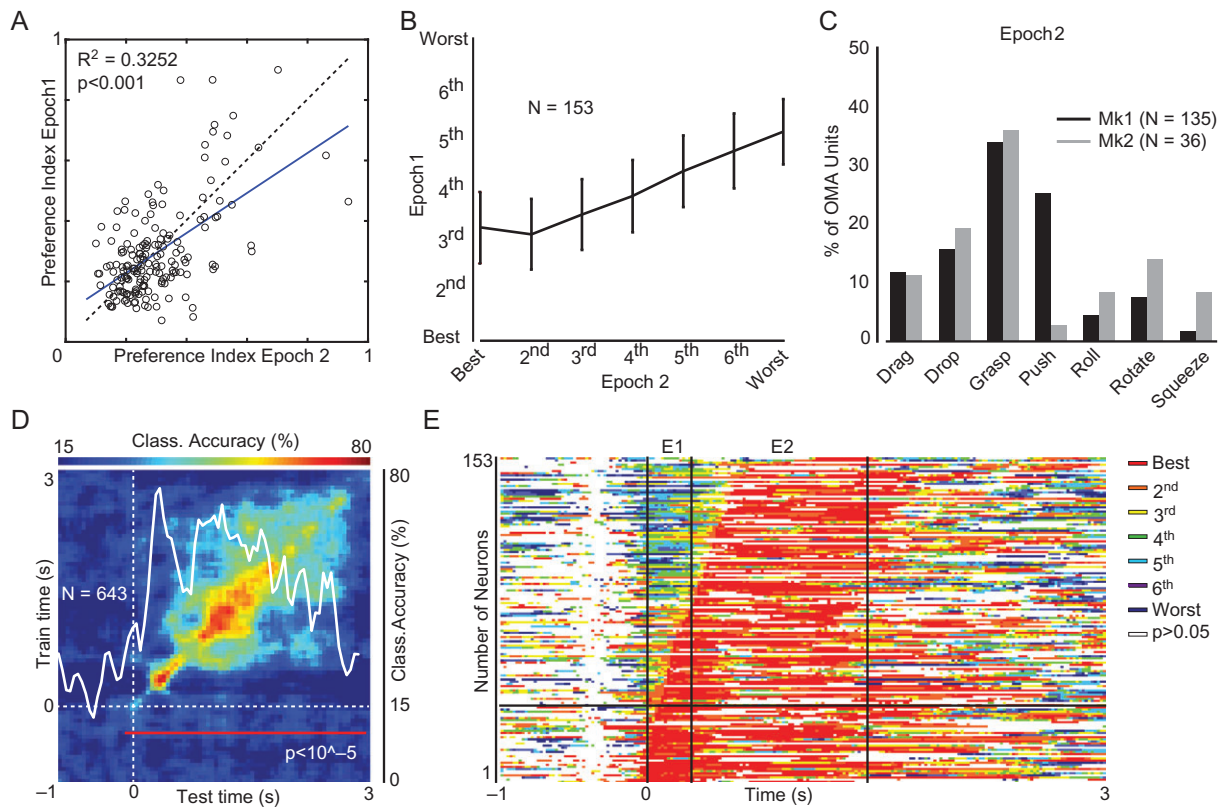 A
1
R² = 0.3252
p<0.001
Preference Index Epoch1
0
Preference Index Epoch 2
1
B
Worst
6th
5th
4th
3rd
2nd
Best
Epoch1
N = 153
Best
2nd
3rd
4th
5th
6th
Worst
Epoch 2
C
Epoch2
50
40
30
20
10
0
% of OMA Units
Mk1 (N = 135)
Mk2 (N = 36)
Drag
Drop
Grasp
Push
Roll
Rotate
Squeeze
D
Class. Accuracy (%)
15
80
3
0
−1
Train time (s)
N = 643
p<10^−5
80
15
0
Class. Accuracy (%)
0
3
Test time (s)
E
E1
E2
153
1
Number of Neurons
−1
0
3
Time (s)
Best
2nd
3rd
4th
5th
6th
Worst
p>0.05